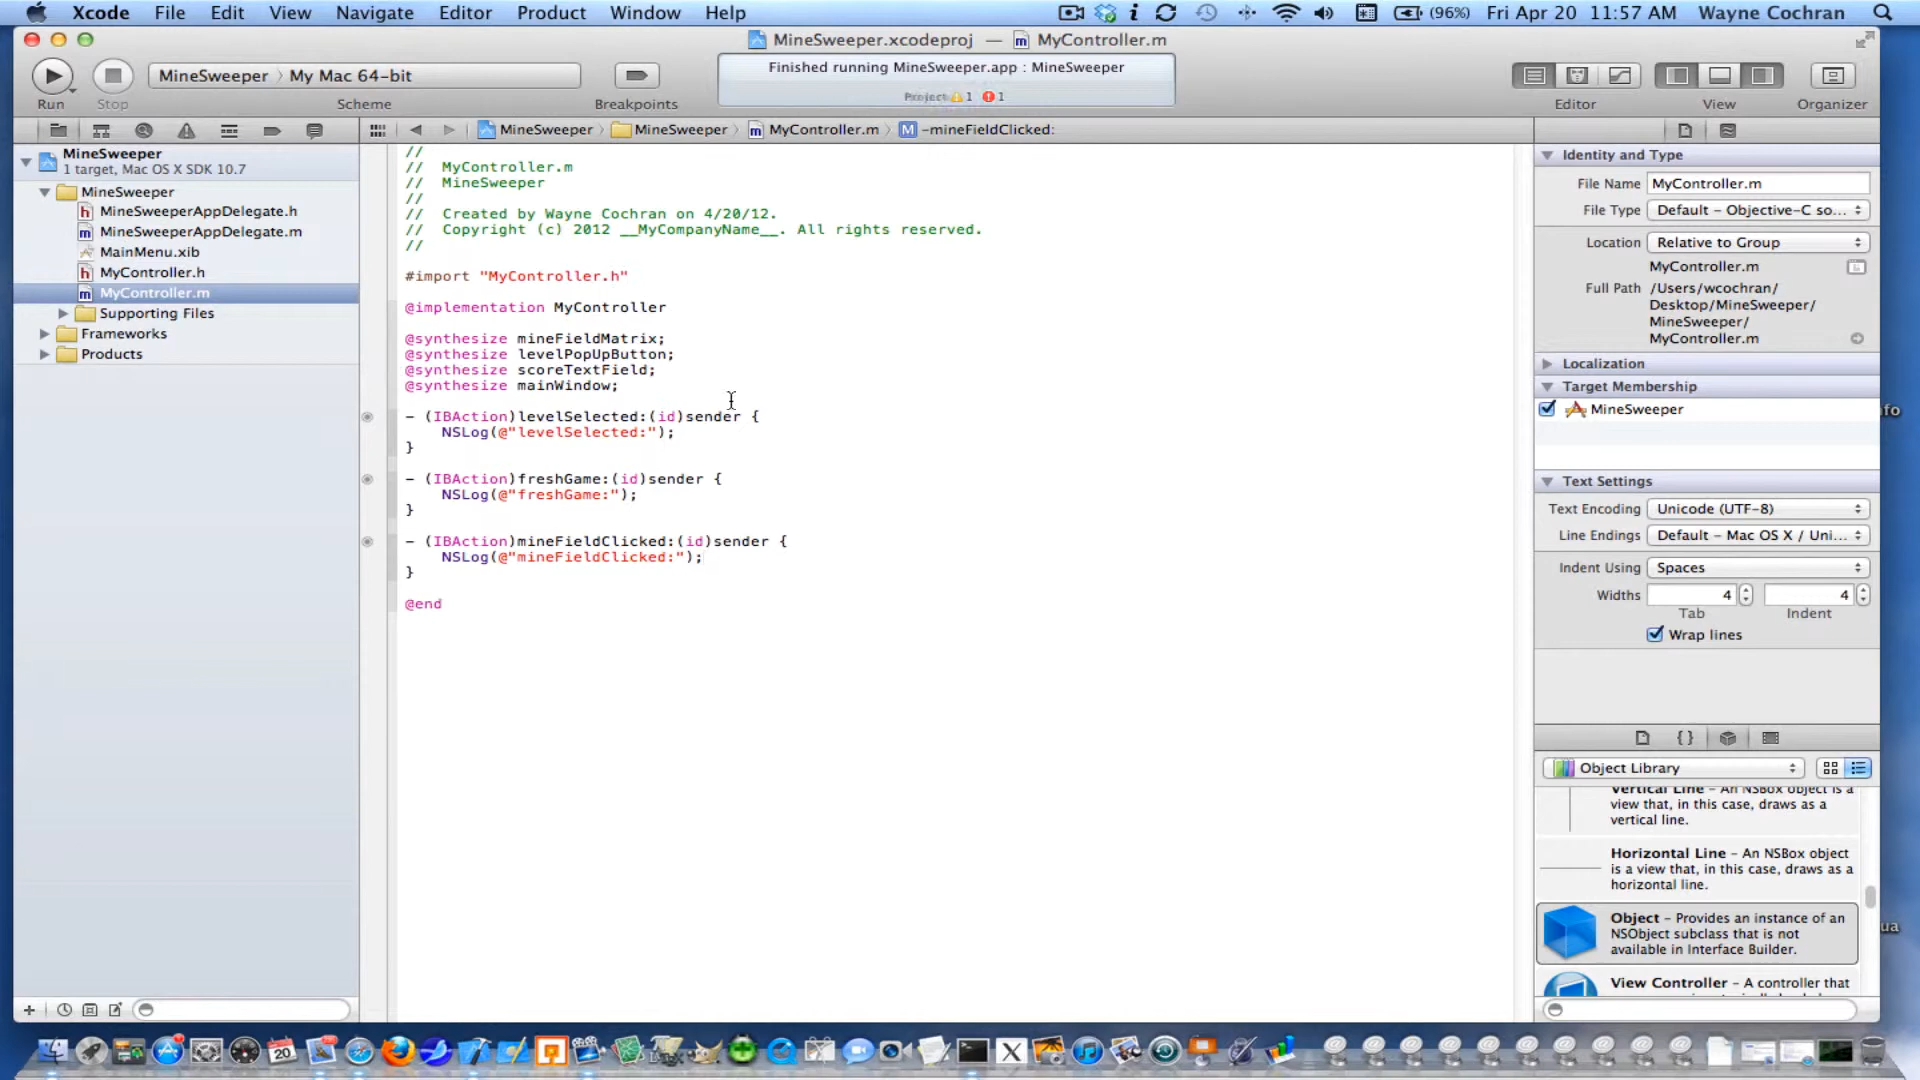 Xcode File Edit View Navigate Editor Product Window Help (96%) Fri Apr 20 11:57 AM Wayne Cochran
MineSweeper.xcodeproj — MyController.m
MineSweeper My Mac 64-bit
Finished running MineSweeper.app : MineSweeper
Project 1 1
Run Stop Scheme Breakpoints Editor View Organizer
MineSweeper MineSweeper MyController.m -mineFieldClicked:
MineSweeper
1 target, Mac OS X SDK 10.7
MineSweeper
MineSweeperAppDelegate.h
MineSweeperAppDelegate.m
MainMenu.xib
MyController.h
MyController.m
Supporting Files
Frameworks
Products
//
// MyController.m
// MineSweeper
//
// Created by Wayne Cochran on 4/20/12.
// Copyright (c) 2012 __MyCompanyName__. All rights reserved.
//
#import "MyController.h"
@implementation MyController
@synthesize mineFieldMatrix;
@synthesize levelPopUpButton;
@synthesize scoreTextField;
@synthesize mainWindow;
- (IBAction)levelSelected:(id)sender {
NSLog(@"levelSelected:");
}
- (IBAction)freshGame:(id)sender {
NSLog(@"freshGame:");
}
- (IBAction)mineFieldClicked:(id)sender {
NSLog(@"mineFieldClicked:");
}
@end
Identity and Type
File Name MyController.m
File Type Default - Objective-C so...
Location Relative to Group
MyController.m
Full Path /Users/wcochran/
Desktop/MineSweeper/
MineSweeper/
MyController.m
Localization
Target Membership
MineSweeper
Text Settings
Text Encoding Unicode (UTF-8)
Line Endings Default - Mac OS X / Uni...
Indent Using Spaces
Widths 4 4
Tab Indent
Wrap lines
{}
Object Library
Vertical Line - An NSBox object is a
view that, in this case, draws as a
vertical line.
Horizontal Line - An NSBox object
is a view that, in this case, draws as a
horizontal line.
Object - Provides an instance of an
NSObject subclass that is not
available in Interface Builder.
View Controller - A controller that
20